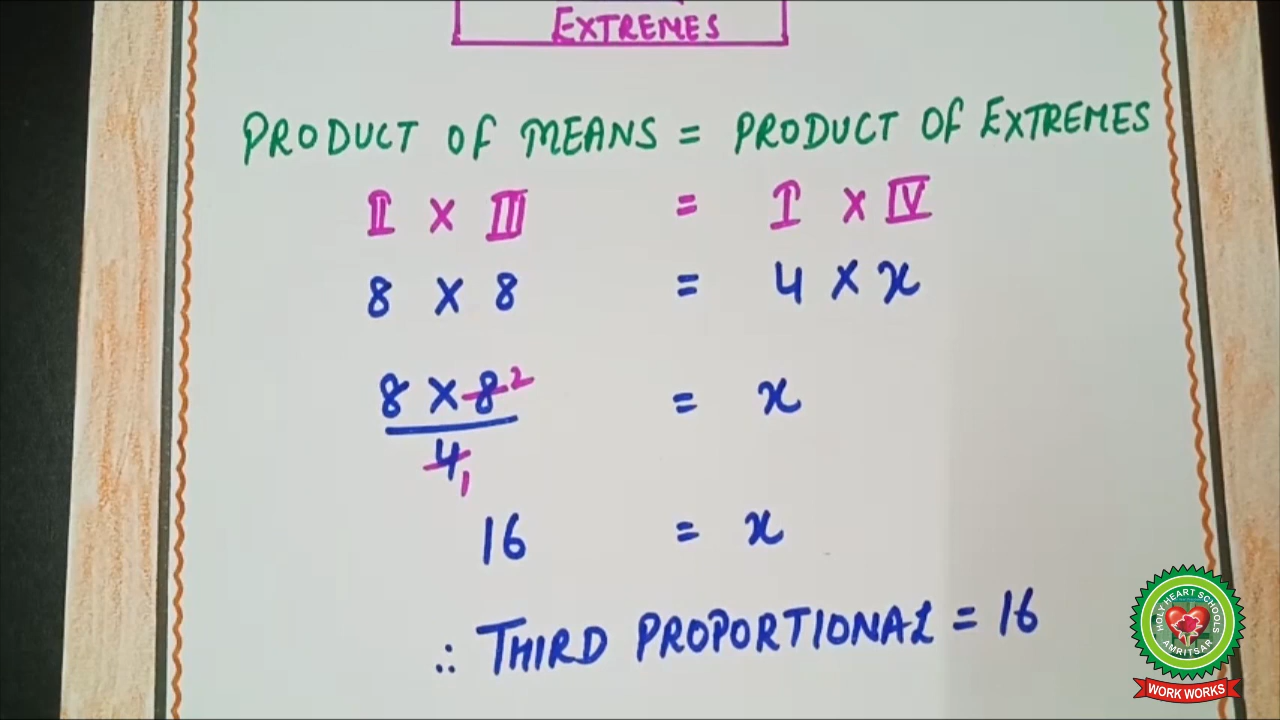 EXTREMES
PRODUCT OF MEANS = PRODUCT OF EXTREMES
II X III = I X IV
8 X 8 = 4 X x
8 X 8 2 = x
4 1
16 = x
∴ THIRD PROPORTIONAL = 16
HOLY HEART SCHOOLS
AMRITSAR
WORK WORKS